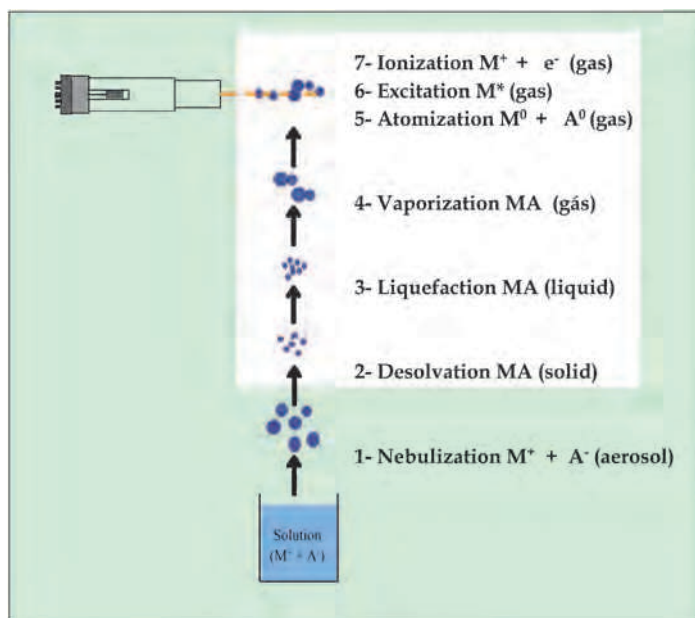 7- Ionization M⁺ + e⁻ (gas)
6- Excitation M* (gas)
5- Atomization M⁰ + A⁰ (gas)
4- Vaporization MA (gás)
3- Liquefaction MA (liquid)
2- Desolvation MA (solid)
1- Nebulization M⁺ + A⁻ (aerosol)
Solution
(M⁺ + A⁻)